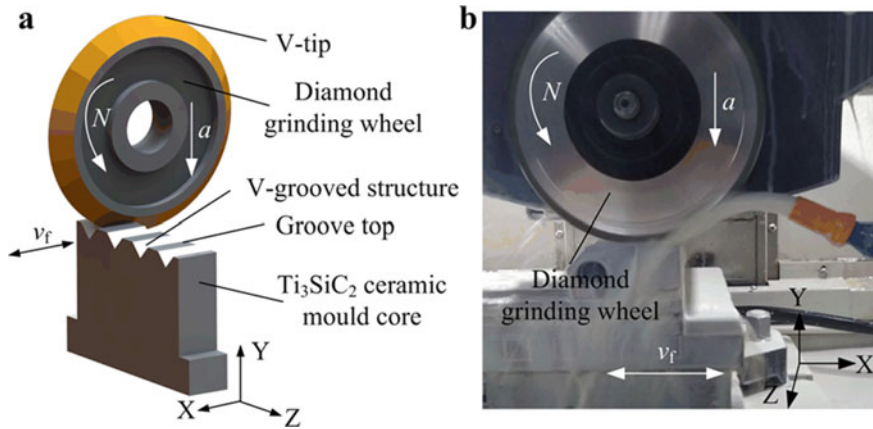 a
V-tip
Diamond
grinding wheel
N
a
V-grooved structure
Groove top
vf
Ti3SiC2 ceramic
mould core
Y
X
Z
b
N
a
Diamond
grinding wheel
vf
Y
X
Z